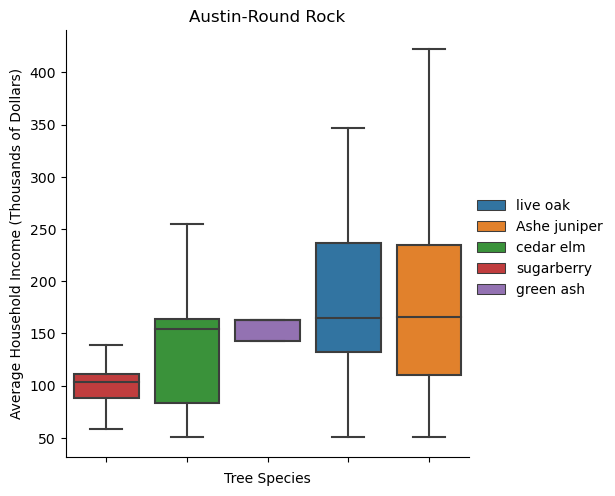 Austin-Round Rock
Average Household Income (Thousands of Dollars)
400
350
300
250
200
150
100
50
Tree Species
live oak
Ashe juniper
cedar elm
sugarberry
green ash